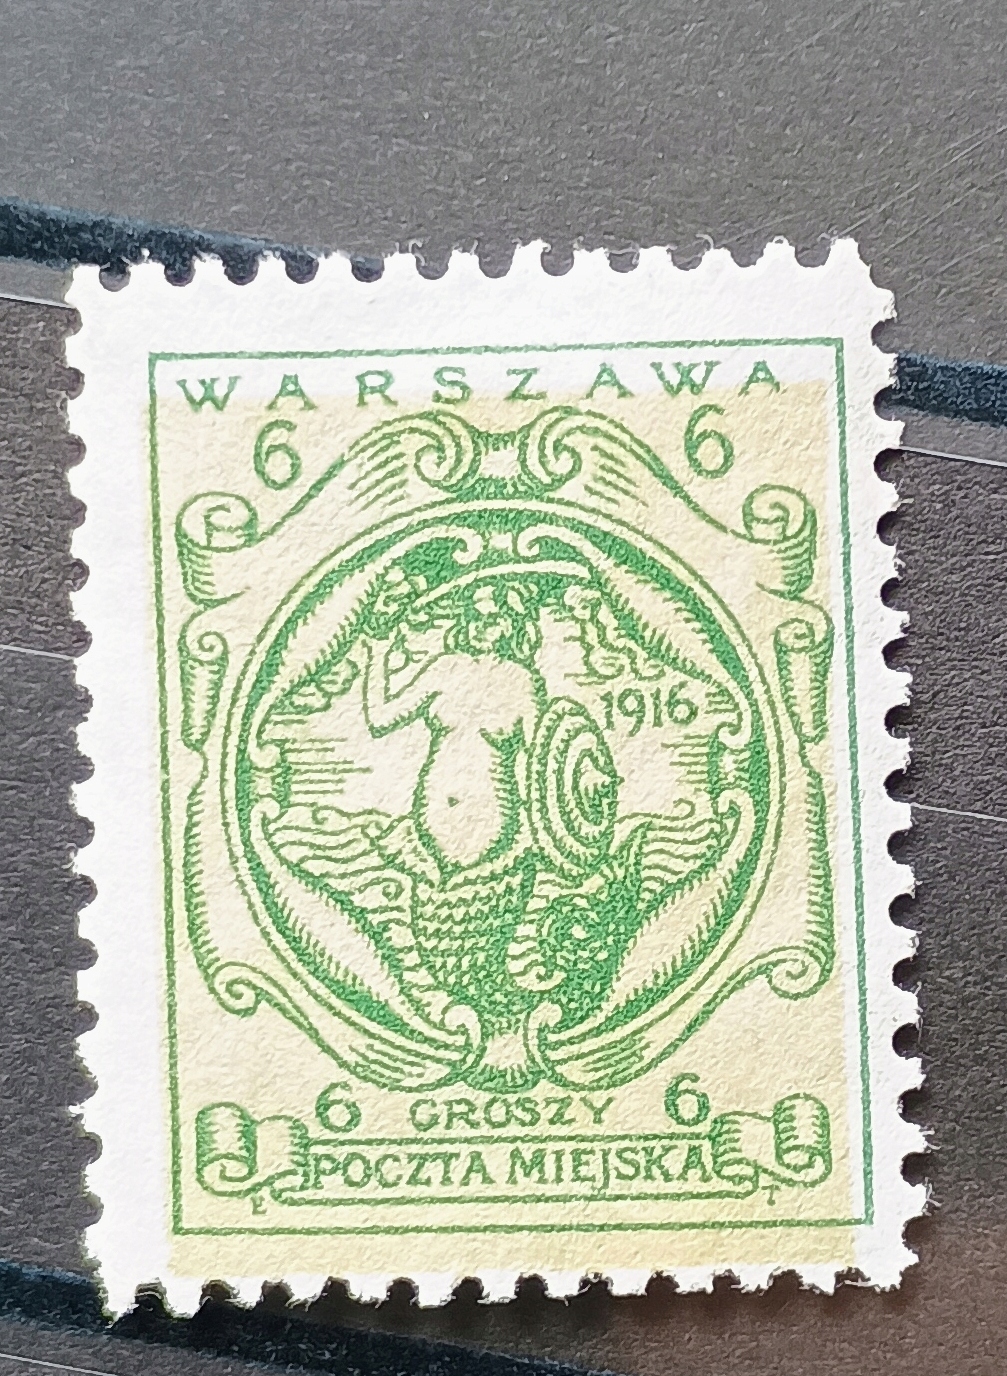 WARSZAWA
6 6
1916
6 GROSZY 6
POCZTA MIEJSKA
E T